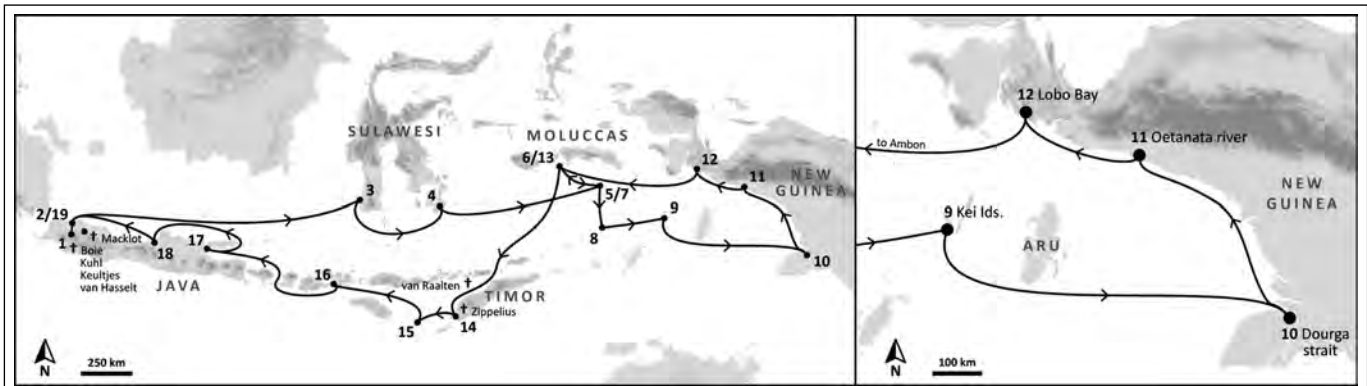 SULAWESI
MOLUCCAS
6/13
12
11
NEW
GUINEA
3
4
5/7
9
8
10
2/19
1
† Macklot
† Boie
Kuhl
Keultjes
van Hasselt
18
17
JAVA
16
van Raalten †
TIMOR
† Zippelius
14
15
N
250 km
12 Lobo Bay
to Ambon
11 Oetanata river
NEW
GUINEA
9 Kei Ids.
ARU
10 Dourga
strait
N
100 km